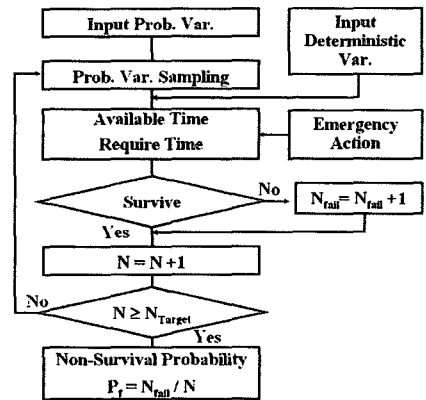 Input Prob. Var.
Input
Deterministic
Var.
Prob. Var. Sampling
Available Time
Require Time
Emergency
Action
Survive
No
N_fail = N_fail + 1
Yes
N = N +1
No
N ≥ N_Target
Yes
Non-Survival Probability
P_f = N_fail / N